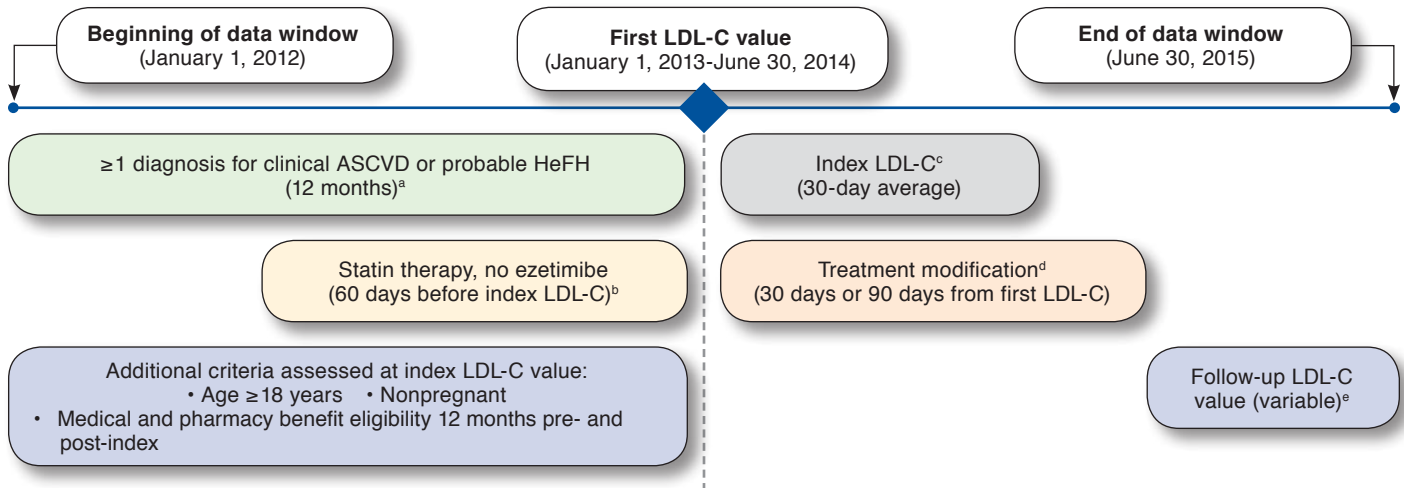 Beginning of data window
(January 1, 2012)
First LDL-C value
(January 1, 2013-June 30, 2014)
End of data window
(June 30, 2015)
≥1 diagnosis for clinical ASCVD or probable HeFH
(12 months)ᵃ
Index LDL-Cᶜ
(30-day average)
Statin therapy, no ezetimibe
(60 days before index LDL-C)ᵇ
Treatment modificationᵈ
(30 days or 90 days from first LDL-C)
Additional criteria assessed at index LDL-C value:
• Age ≥18 years • Nonpregnant
• Medical and pharmacy benefit eligibility 12 months pre- and
post-index
Follow-up LDL-C
value (variable)ᵉ